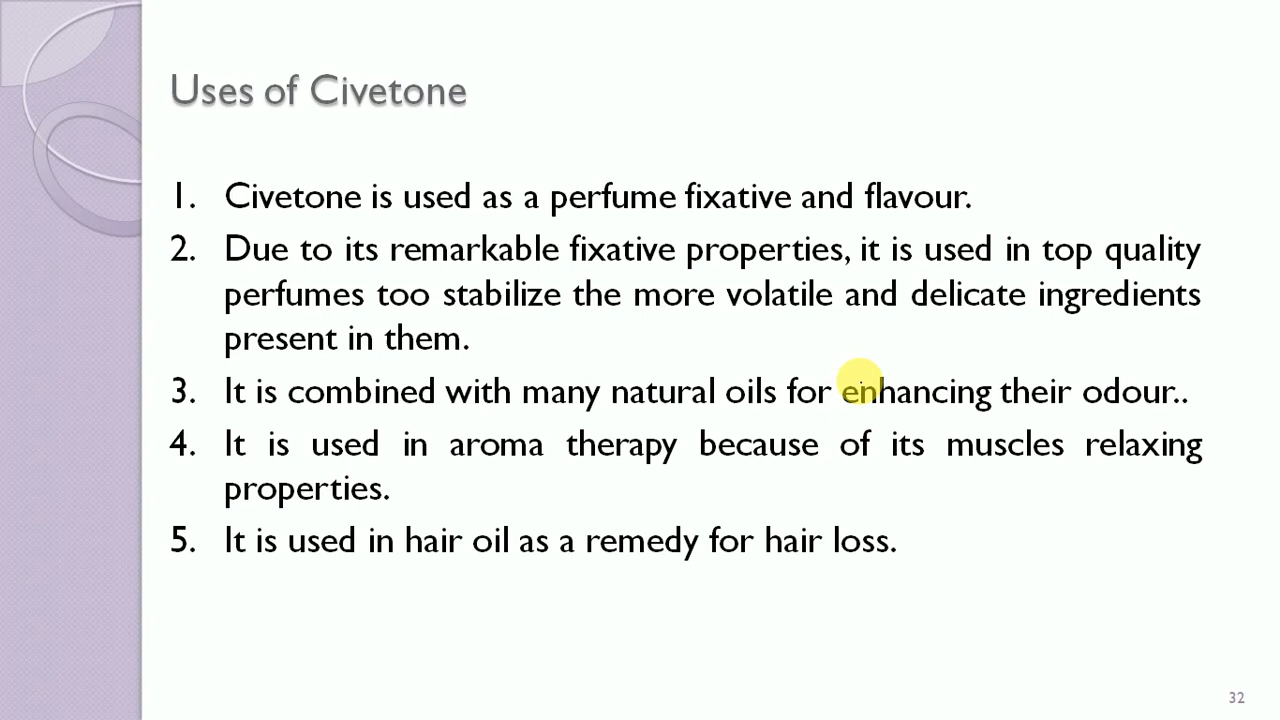 Uses of Civetone
1. Civetone is used as a perfume fixative and flavour.
2. Due to its remarkable fixative properties, it is used in top quality
perfumes too stabilize the more volatile and delicate ingredients
present in them.
3. It is combined with many natural oils for enhancing their odour..
4. It is used in aroma therapy because of its muscles relaxing
properties.
5. It is used in hair oil as a remedy for hair loss.
32